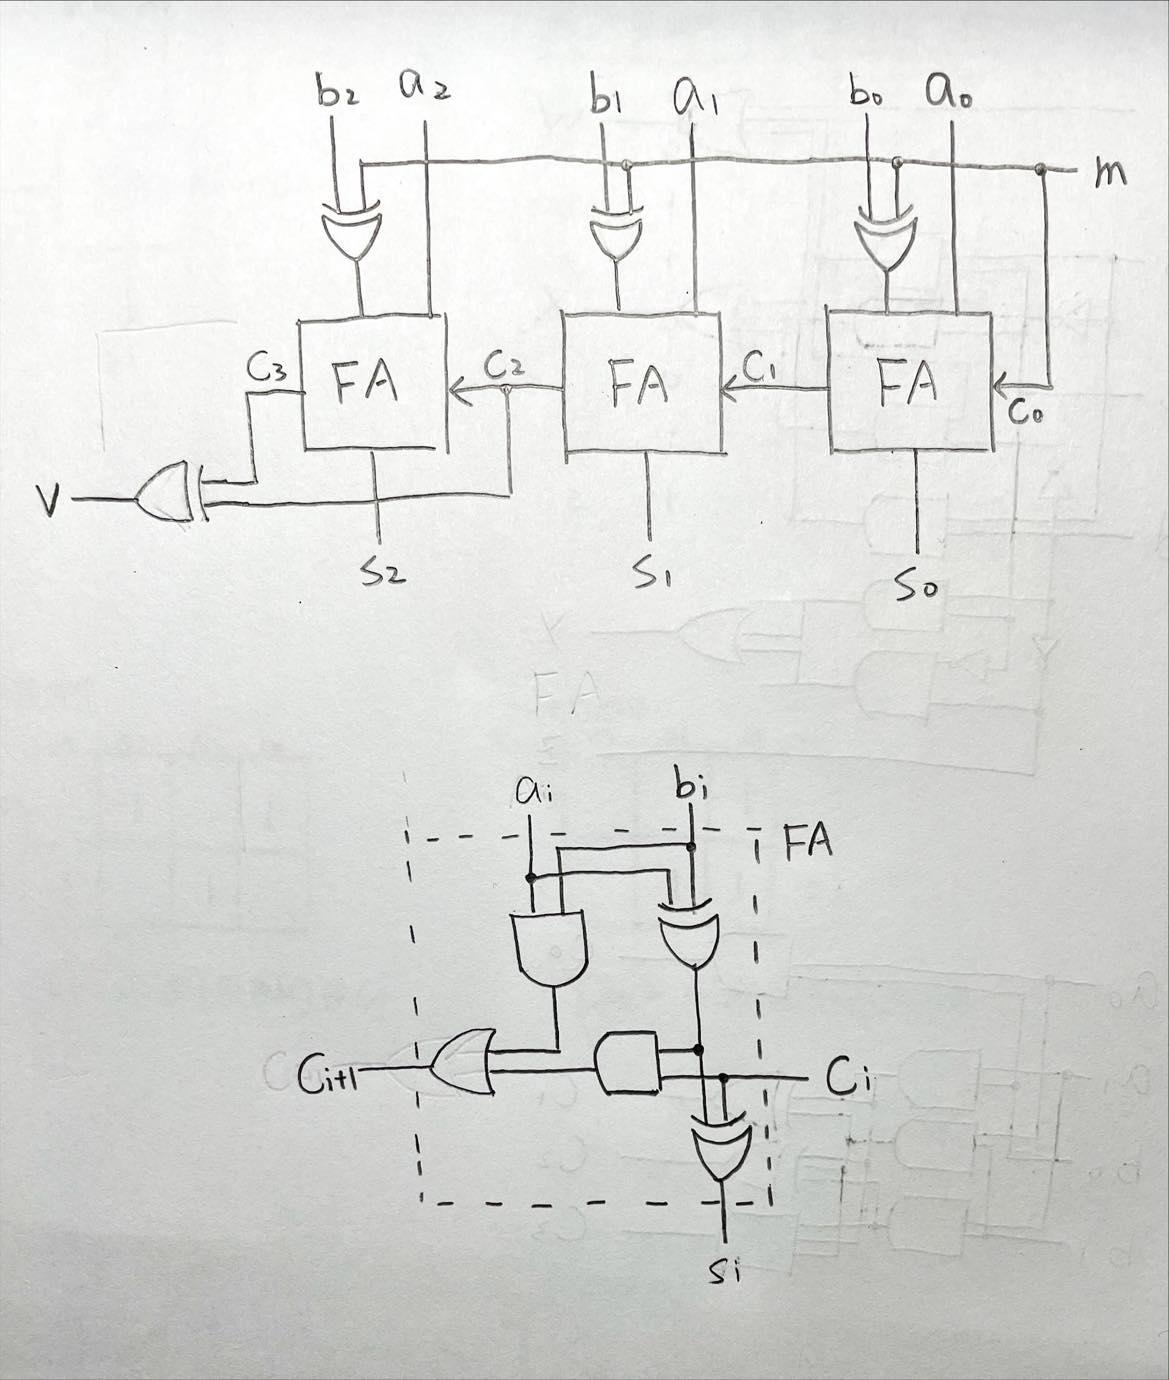 b2 a2 b1 a1 b0 a0
m
C3 FA C2 FA C1 FA C0
V
S2 S1 S0
FA
ai bi
FA
Ci+1 Ci
Si